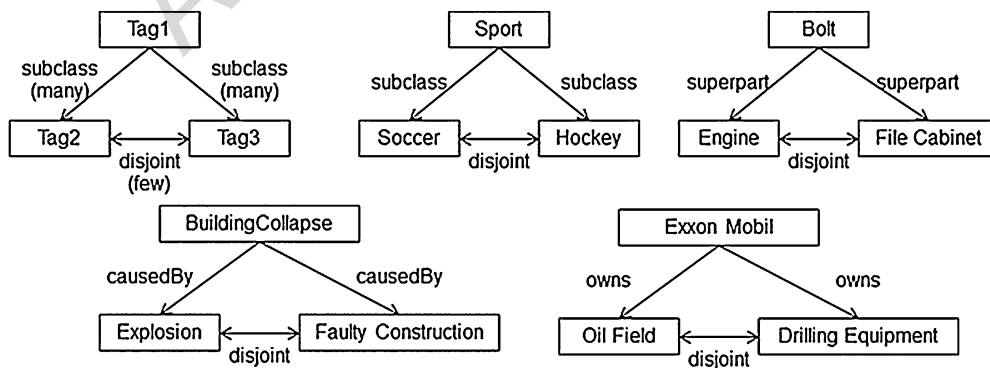 Tag1
subclass
(many)
subclass
(many)
Tag2
Tag3
disjoint
(few)
Sport
subclass
subclass
Soccer
Hockey
disjoint
Bolt
superpart
superpart
Engine
File Cabinet
disjoint
BuildingCollapse
causedBy
causedBy
Explosion
Faulty Construction
disjoint
Exxon Mobil
owns
owns
Oil Field
Drilling Equipment
disjoint